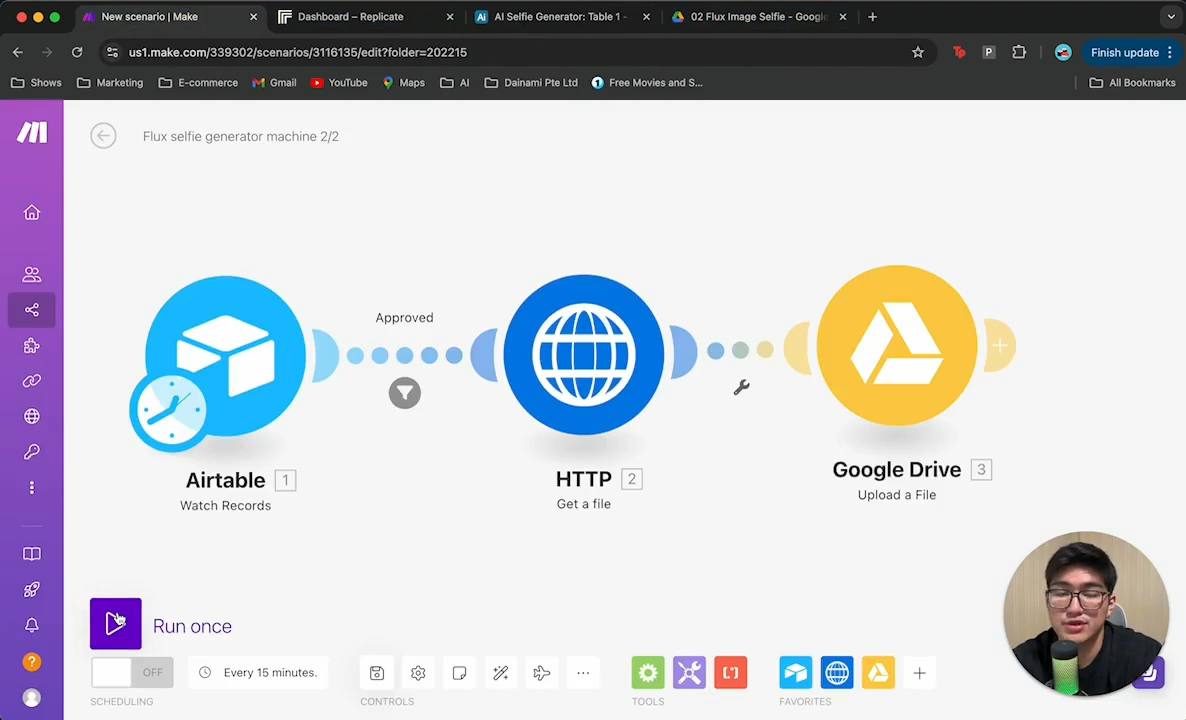 New scenario | Make
Dashboard – Replicate
AI Selfie Generator: Table 1 -
02 Flux Image Selfie - Google
us1.make.com/339302/scenarios/3116135/edit?folder=202215
P
Finish update
Shows
Marketing
E-commerce
Gmail
YouTube
Maps
AI
Dainami Pte Ltd
Free Movies and S...
All Bookmarks
Flux selfie generator machine 2/2
Approved
Airtable 1
Watch Records
HTTP 2
Get a file
Google Drive 3
Upload a File
Run once
OFF
Every 15 minutes.
SCHEDULING
CONTROLS
TOOLS
FAVORITES